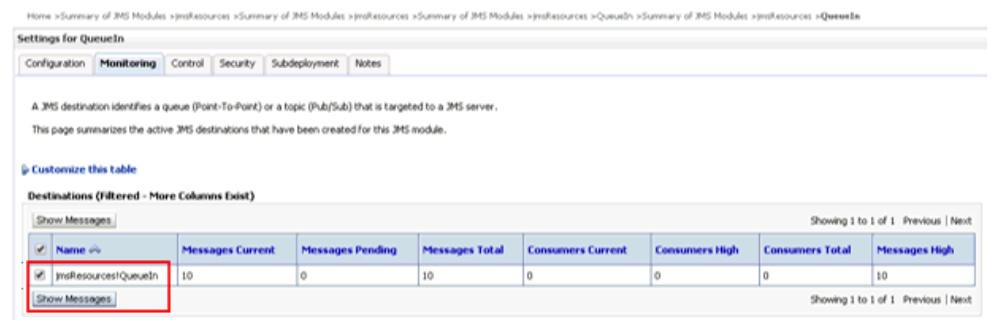 Home >Summary of JMS Modules >jmsResources >Summary of JMS Modules >jmsResources >Summary of JMS Modules >jmsResources >QueueIn >Summary of JMS Modules >jmsResources >QueueIn
Settings for QueueIn
Configuration Monitoring Control Security Subdeployment Notes
A JMS destination identifies a queue (Point-To-Point) or a topic (Pub/Sub) that is targeted to a JMS server.
This page summarizes the active JMS destinations that have been created for this JMS module.
Customize this table
Destinations (Filtered - More Columns Exist)
Show Messages Showing 1 to 1 of 1 Previous | Next
Name Messages Current Messages Pending Messages Total Consumers Current Consumers High Consumers Total Messages High
jmsResources!QueueIn 10 0 10 0 0 0 10
Show Messages Showing 1 to 1 of 1 Previous | Next